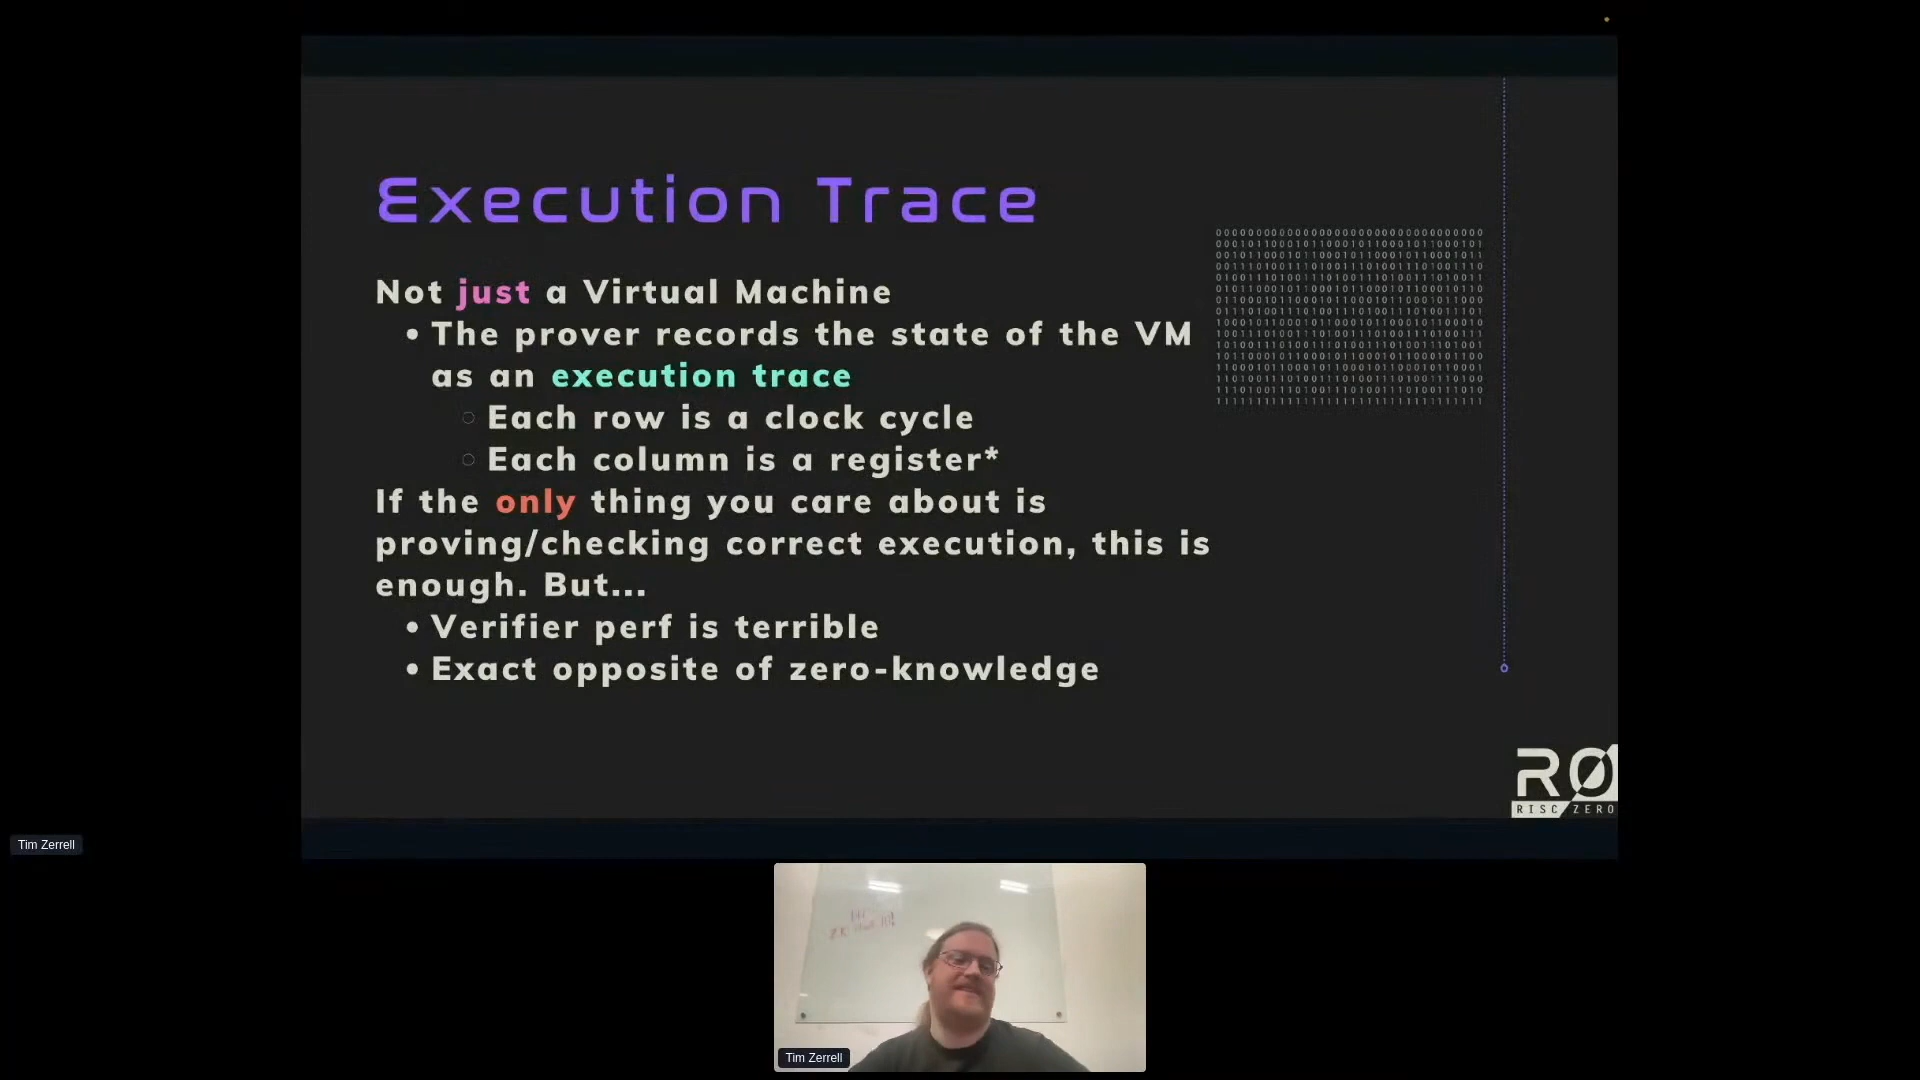 Execution Trace
Not just a Virtual Machine
• The prover records the state of the VM
as an execution trace
○ Each row is a clock cycle
○ Each column is a register*
If the only thing you care about is
proving/checking correct execution, this is
enough. But...
• Verifier perf is terrible
• Exact opposite of zero-knowledge
RØ
RISC ZERO
Tim Zerrell
Tim Zerrell